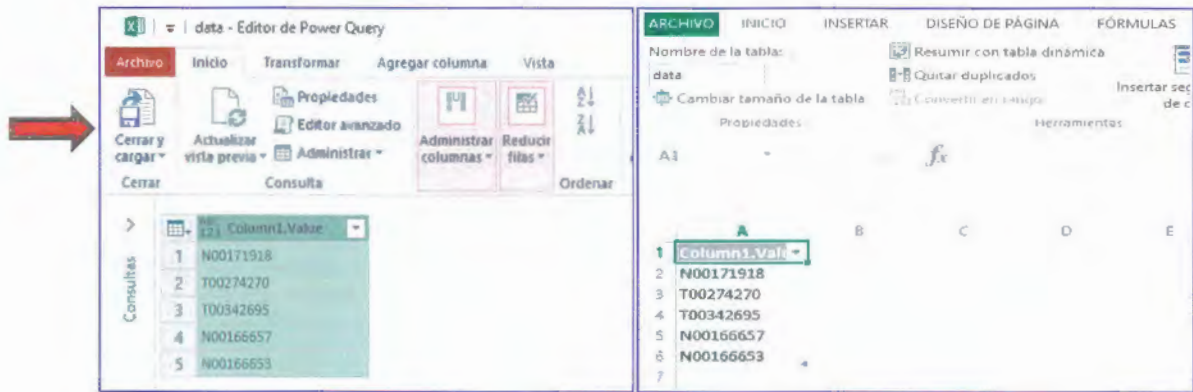 data - Editor de Power Query
Archivo Inicio Transformar Agregar columna Vista
Cerrar y cargar
Actualizar vista previa
Propiedades
Editor avanzado
Administrar
Administrar columnas
Reducir filas
Cerrar Consulta Ordenar
Consultas
Column1.Value
1 N00171918
2 T00274270
3 T00342695
4 N00166657
5 N00166653
ARCHIVO INICIO INSERTAR DISEÑO DE PÁGINA FÓRMULAS
Nombre de la tabla:
data
Cambiar tamaño de la tabla
Propiedades
Resumir con tabla dinámica
Quitar duplicados
Convertir en rango
Insertar seg
de c
Herramientas
A1 fx
A B C D E
1 Column1.Val
2 N00171918
3 T00274270
4 T00342695
5 N00166657
6 N00166653
7